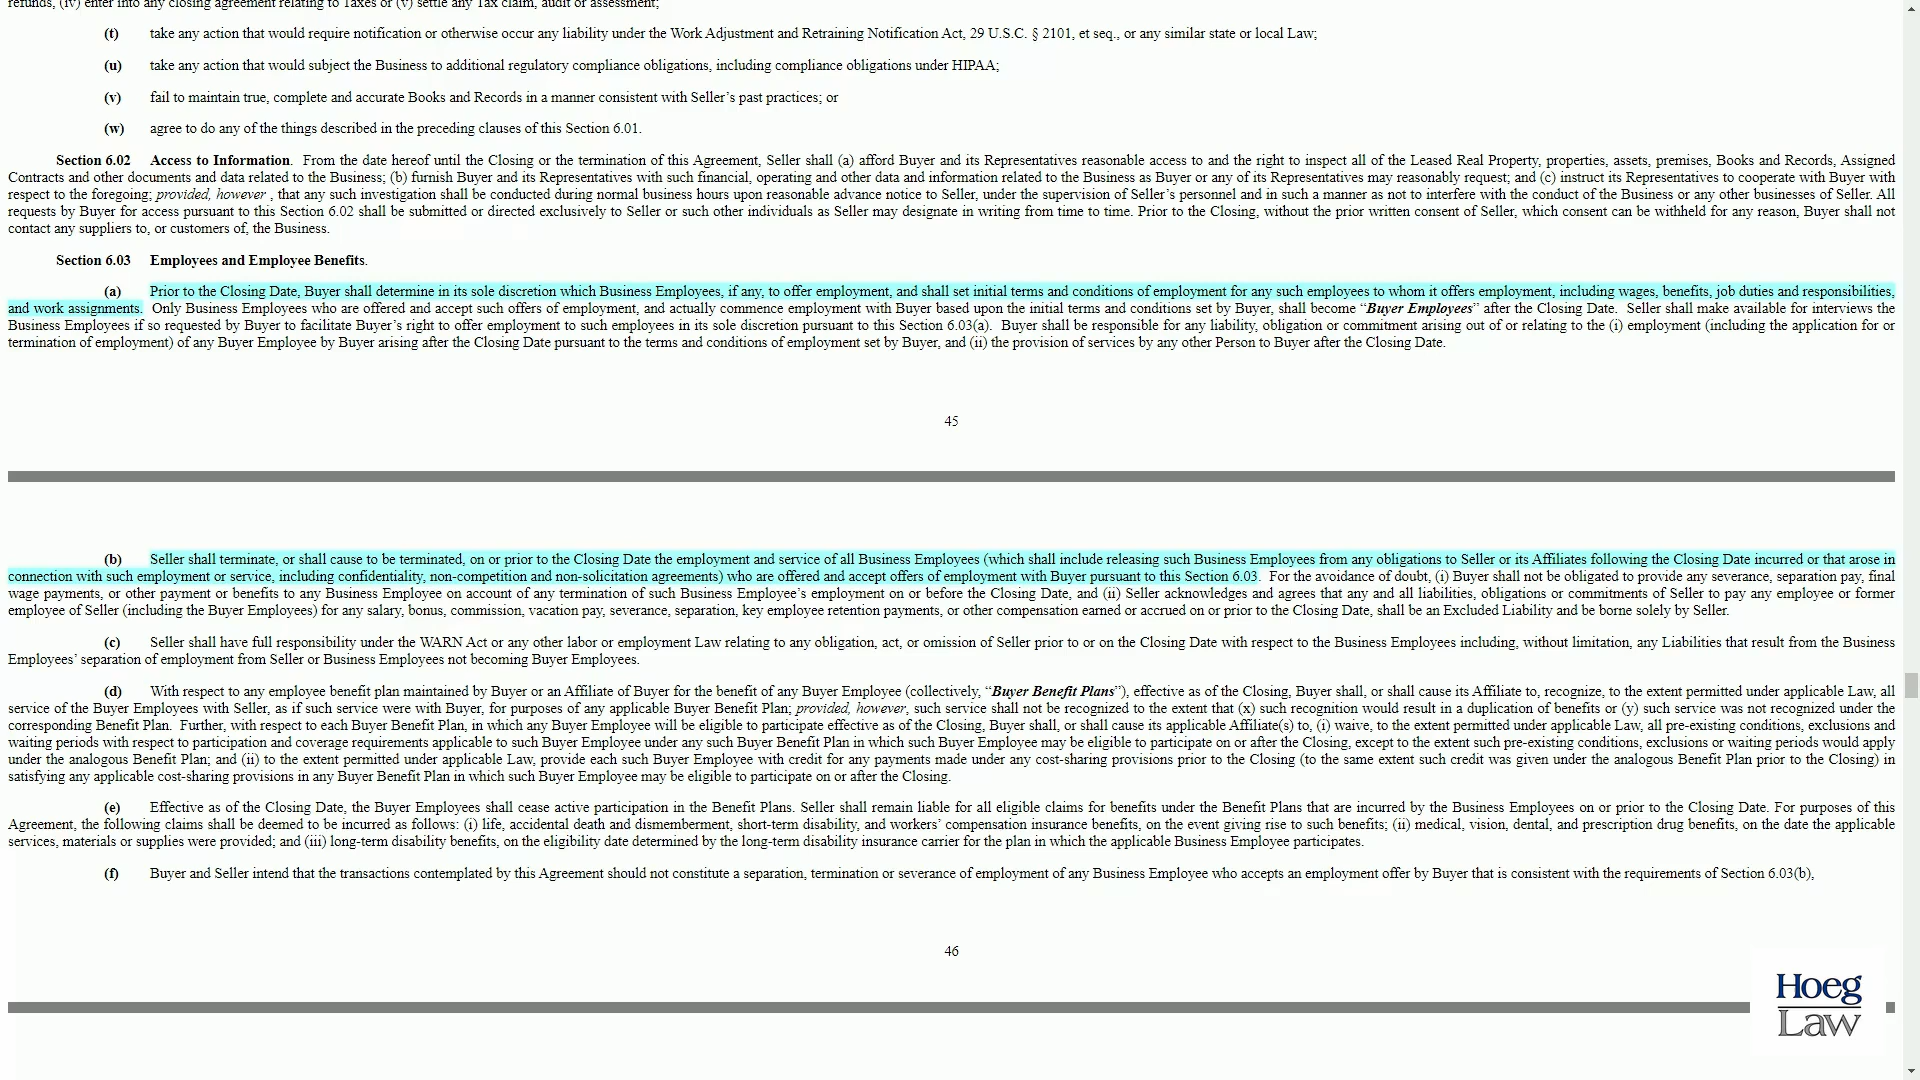 refunds, (iv) enter into any closing agreement relating to Taxes or (v) settle any Tax claim, audit or assessment;
(t) take any action that would require notification or otherwise occur any liability under the Work Adjustment and Retraining Notification Act, 29 U.S.C. § 2101, et seq., or any similar state or local Law;
(u) take any action that would subject the Business to additional regulatory compliance obligations, including compliance obligations under HIPAA;
(v) fail to maintain true, complete and accurate Books and Records in a manner consistent with Seller’s past practices; or
(w) agree to do any of the things described in the preceding clauses of this Section 6.01.
Section 6.02 Access to Information. From the date hereof until the Closing or the termination of this Agreement, Seller shall (a) afford Buyer and its Representatives reasonable access to and the right to inspect all of the Leased Real Property, properties, assets, premises, Books and Records, Assigned
Contracts and other documents and data related to the Business; (b) furnish Buyer and its Representatives with such financial, operating and other data and information related to the Business as Buyer or any of its Representatives may reasonably request; and (c) instruct its Representatives to cooperate with Buyer with
respect to the foregoing; provided, however , that any such investigation shall be conducted during normal business hours upon reasonable advance notice to Seller, under the supervision of Seller’s personnel and in such a manner as not to interfere with the conduct of the Business or any other businesses of Seller. All
requests by Buyer for access pursuant to this Section 6.02 shall be submitted or directed exclusively to Seller or such other individuals as Seller may designate in writing from time to time. Prior to the Closing, without the prior written consent of Seller, which consent can be withheld for any reason, Buyer shall not
contact any suppliers to, or customers of, the Business.
Section 6.03 Employees and Employee Benefits.
(a) Prior to the Closing Date, Buyer shall determine in its sole discretion which Business Employees, if any, to offer employment, and shall set initial terms and conditions of employment for any such employees to whom it offers employment, including wages, benefits, job duties and responsibilities,
and work assignments. Only Business Employees who are offered and accept such offers of employment, and actually commence employment with Buyer based upon the initial terms and conditions set by Buyer, shall become “Buyer Employees” after the Closing Date. Seller shall make available for interviews the
Business Employees if so requested by Buyer to facilitate Buyer’s right to offer employment to such employees in its sole discretion pursuant to this Section 6.03(a). Buyer shall be responsible for any liability, obligation or commitment arising out of or relating to the (i) employment (including the application for or
termination of employment) of any Buyer Employee by Buyer arising after the Closing Date pursuant to the terms and conditions of employment set by Buyer, and (ii) the provision of services by any other Person to Buyer after the Closing Date.
45
(b) Seller shall terminate, or shall cause to be terminated, on or prior to the Closing Date the employment and service of all Business Employees (which shall include releasing such Business Employees from any obligations to Seller or its Affiliates following the Closing Date incurred or that arose in
connection with such employment or service, including confidentiality, non-competition and non-solicitation agreements) who are offered and accept offers of employment with Buyer pursuant to this Section 6.03. For the avoidance of doubt, (i) Buyer shall not be obligated to provide any severance, separation pay, final
wage payments, or other payment or benefits to any Business Employee on account of any termination of such Business Employee’s employment on or before the Closing Date, and (ii) Seller acknowledges and agrees that any and all liabilities, obligations or commitments of Seller to pay any employee or former
employee of Seller (including the Buyer Employees) for any salary, bonus, commission, vacation pay, severance, separation, key employee retention payments, or other compensation earned or accrued on or prior to the Closing Date, shall be an Excluded Liability and be borne solely by Seller.
(c) Seller shall have full responsibility under the WARN Act or any other labor or employment Law relating to any obligation, act, or omission of Seller prior to or on the Closing Date with respect to the Business Employees including, without limitation, any Liabilities that result from the Business
Employees’ separation of employment from Seller or Business Employees not becoming Buyer Employees.
(d) With respect to any employee benefit plan maintained by Buyer or an Affiliate of Buyer for the benefit of any Buyer Employee (collectively, “Buyer Benefit Plans”), effective as of the Closing, Buyer shall, or shall cause its Affiliate to, recognize, to the extent permitted under applicable Law, all
service of the Buyer Employees with Seller, as if such service were with Buyer, for purposes of any applicable Buyer Benefit Plan; provided, however, such service shall not be recognized to the extent that (x) such recognition would result in a duplication of benefits or (y) such service was not recognized under the
corresponding Benefit Plan. Further, with respect to each Buyer Benefit Plan, in which any Buyer Employee will be eligible to participate effective as of the Closing, Buyer shall, or shall cause its applicable Affiliate(s) to, (i) waive, to the extent permitted under applicable Law, all pre-existing conditions, exclusions and
waiting periods with respect to participation and coverage requirements applicable to such Buyer Employee under any such Buyer Benefit Plan in which such Buyer Employee may be eligible to participate on or after the Closing, except to the extent such pre-existing conditions, exclusions or waiting periods would apply
under the analogous Benefit Plan; and (ii) to the extent permitted under applicable Law, provide each such Buyer Employee with credit for any payments made under any cost-sharing provisions prior to the Closing (to the same extent such credit was given under the analogous Benefit Plan prior to the Closing) in
satisfying any applicable cost-sharing provisions in any Buyer Benefit Plan in which such Buyer Employee may be eligible to participate on or after the Closing.
(e) Effective as of the Closing Date, the Buyer Employees shall cease active participation in the Benefit Plans. Seller shall remain liable for all eligible claims for benefits under the Benefit Plans that are incurred by the Business Employees on or prior to the Closing Date. For purposes of this
Agreement, the following claims shall be deemed to be incurred as follows: (i) life, accidental death and dismemberment, short-term disability, and workers’ compensation insurance benefits, on the event giving rise to such benefits; (ii) medical, vision, dental, and prescription drug benefits, on the date the applicable
services, materials or supplies were provided; and (iii) long-term disability benefits, on the eligibility date determined by the long-term disability insurance carrier for the plan in which the applicable Business Employee participates.
(f) Buyer and Seller intend that the transactions contemplated by this Agreement should not constitute a separation, termination or severance of employment of any Business Employee who accepts an employment offer by Buyer that is consistent with the requirements of Section 6.03(b),
46
Hoeg
Law